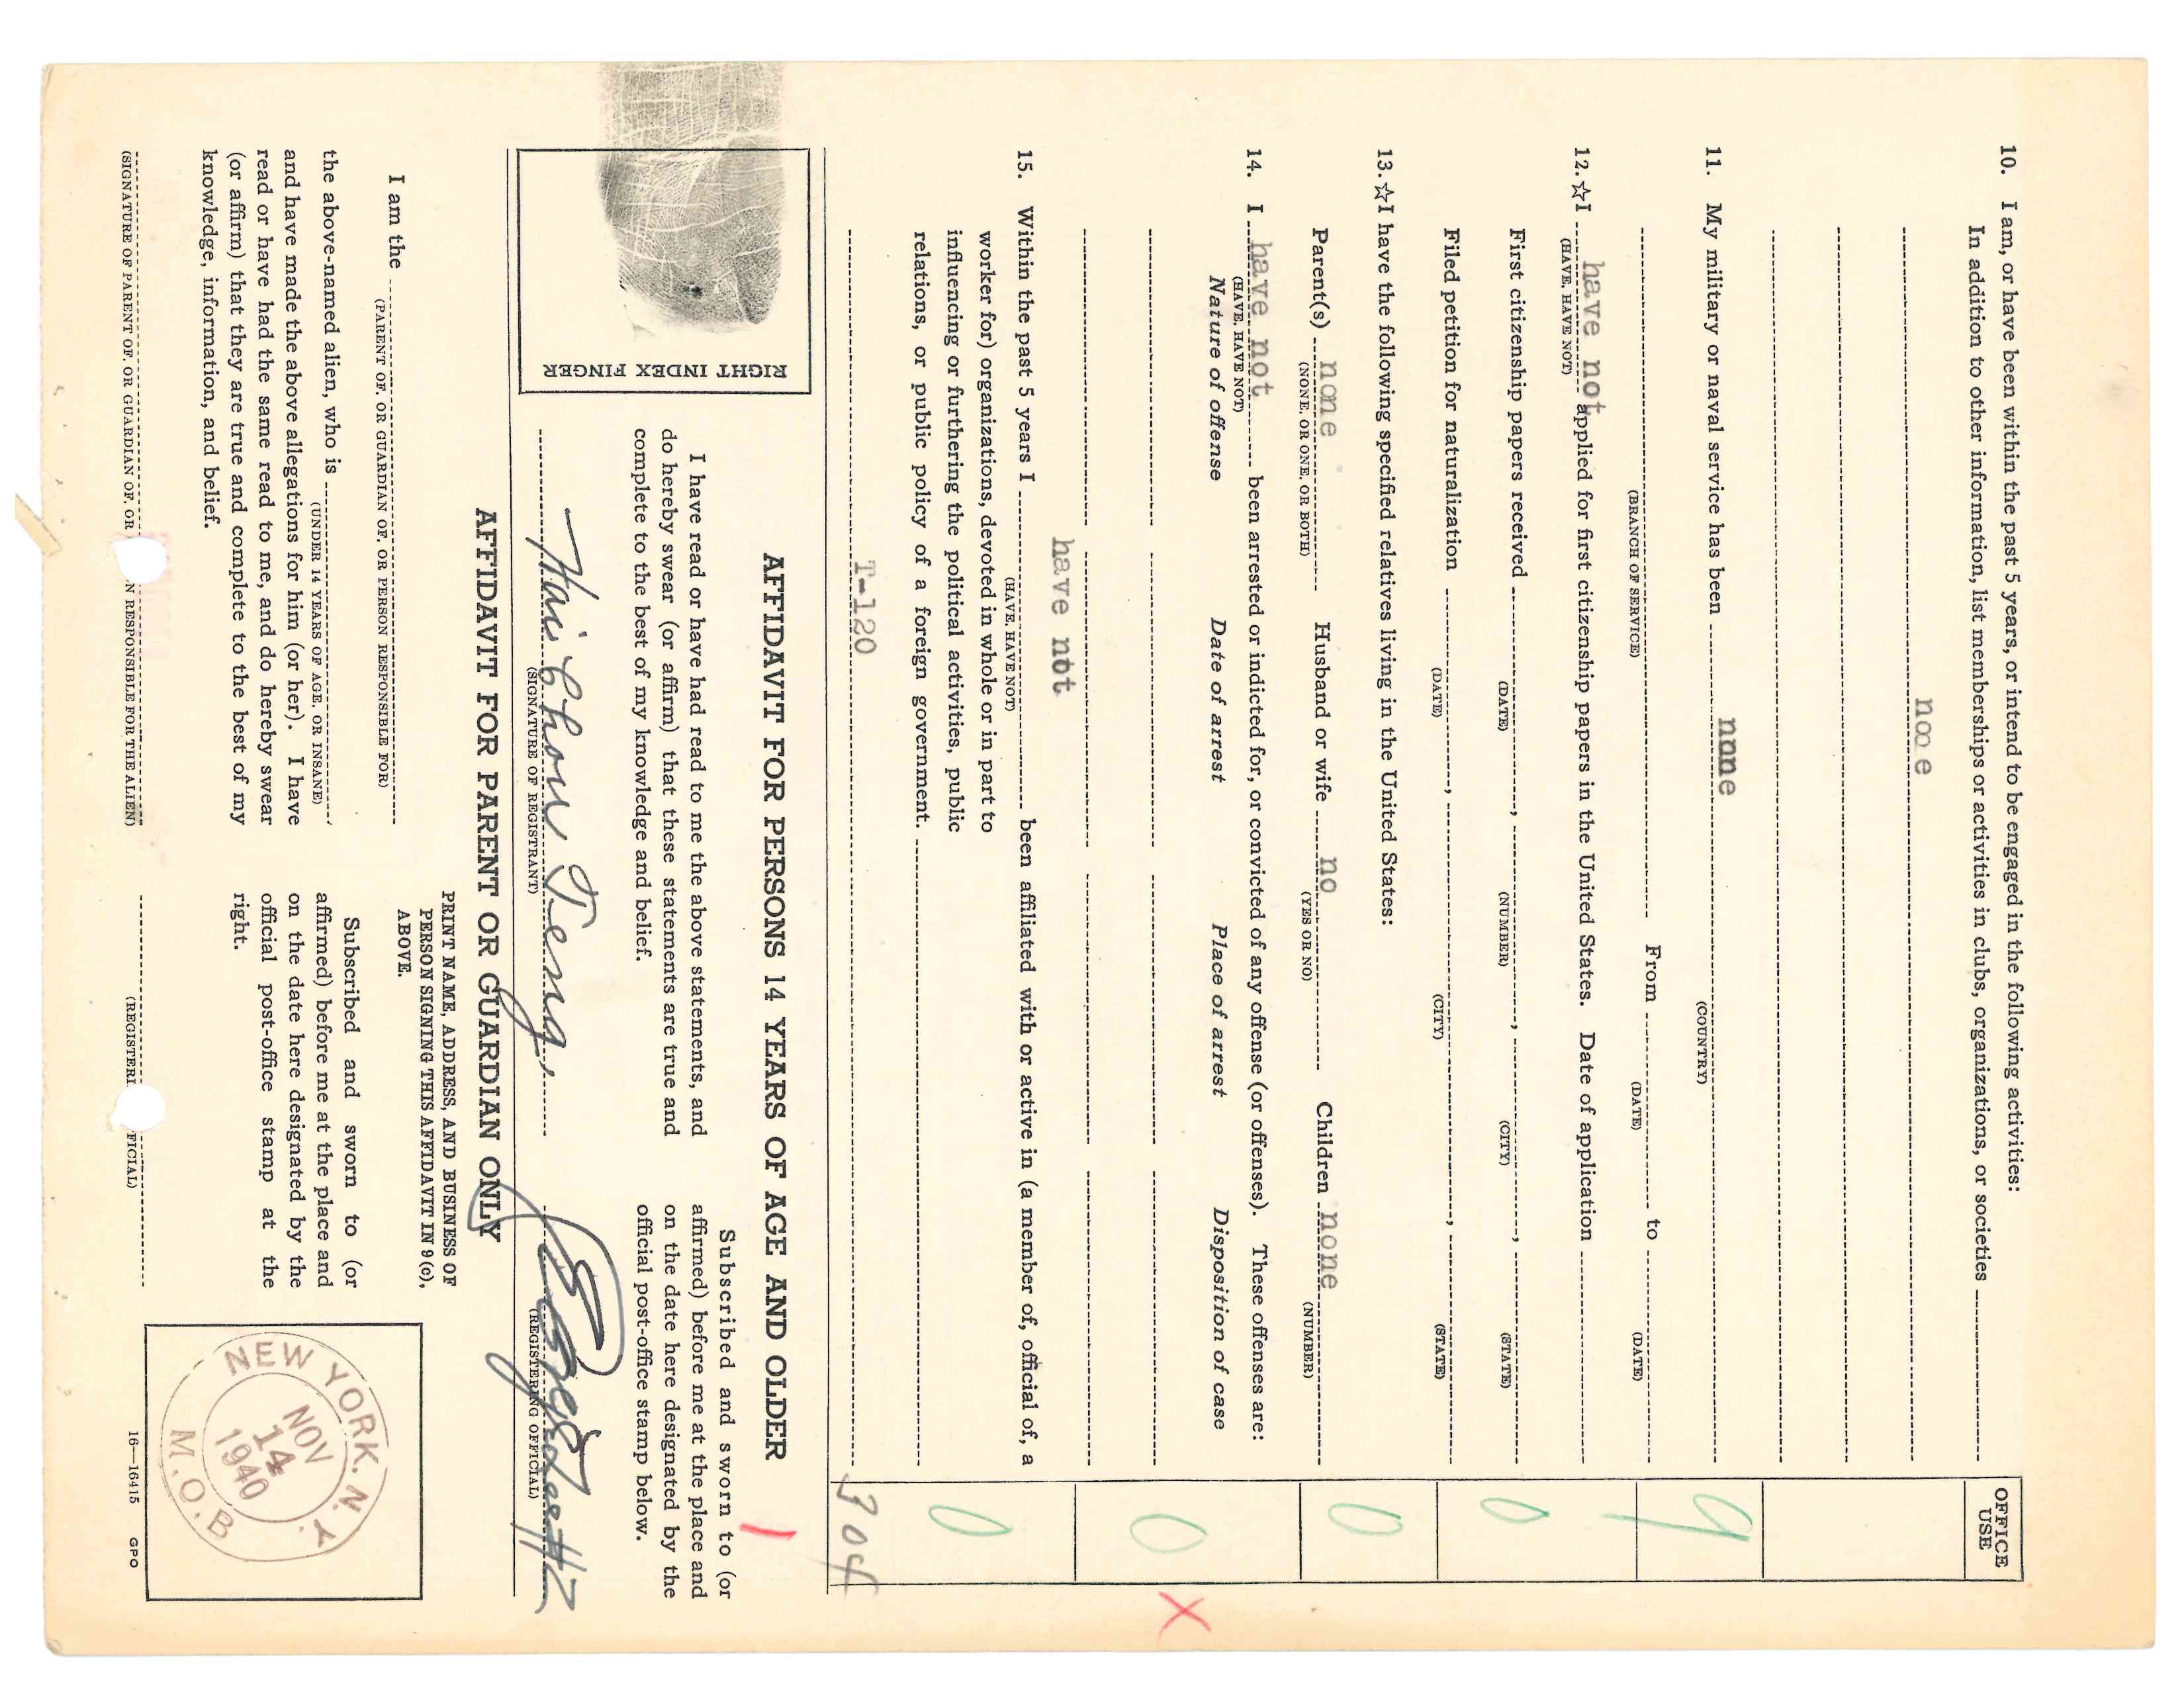 10. I am, or have been within the past 5 years, or intend to be engaged in the following activities:
In addition to other information, list memberships or activities in clubs, organizations, or societies
OFFICE
USE
nooe
11. My military or naval service has been none
(COUNTRY)
9
From to
(BRANCH OF SERVICE) (DATE) (DATE)
12. ☆I have not applied for first citizenship papers in the United States. Date of application
(HAVE, HAVE NOT)
First citizenship papers received , , ,
(DATE) (NUMBER) (CITY) (STATE)
0
Filed petition for naturalization , ,
(DATE) (CITY) (STATE)
13. ☆I have the following specified relatives living in the United States:
0
Parent(s) none Husband or wife no Children none
(NONE, OR ONE, OR BOTH) (YES OR NO) (NUMBER)
14. I have not been arrested or indicted for, or convicted of any offense (or offenses). These offenses are:
(HAVE, HAVE NOT)
Nature of offense Date of arrest Place of arrest Disposition of case
0 X
have not
15. Within the past 5 years I been affiliated with or active in (a member of, official of, a
(HAVE, HAVE NOT)
worker for) organizations, devoted in whole or in part to
influencing or furthering the political activities, public
relations, or public policy of a foreign government.
0
T-120
304
RIGHT INDEX FINGER
AFFIDAVIT FOR PERSONS 14 YEARS OF AGE AND OLDER
1
I have read or have had read to me the above statements, and
do hereby swear (or affirm) that these statements are true and
complete to the best of my knowledge and belief.
Subscribed and sworn to (or
affirmed) before me at the place and
on the date here designated by the
official post-office stamp below.
Hai Chou Teng
(SIGNATURE OF REGISTRANT)
Lee #2
(REGISTERING OFFICIAL)
AFFIDAVIT FOR PARENT OR GUARDIAN ONLY
I am the
(PARENT OF, OR GUARDIAN OF, OR PERSON RESPONSIBLE FOR)
the above-named alien, who is ,
(UNDER 14 YEARS OF AGE, OR INSANE)
and have made the above allegations for him (or her). I have
read or have had the same read to me, and do hereby swear
(or affirm) that they are true and complete to the best of my
knowledge, information, and belief.
(SIGNATURE OF PARENT OF, OR GUARDIAN OF, OR N RESPONSIBLE FOR THE ALIEN)
PRINT NAME, ADDRESS, AND BUSINESS OF
PERSON SIGNING THIS AFFIDAVIT IN 9 (c),
ABOVE.
Subscribed and sworn to (or
affirmed) before me at the place and
on the date here designated by the
official post-office stamp at the
right.
(REGISTERI FICIAL)
NEW YORK, N.Y.
NOV
14
1940
M.O.B
16—16415 GPO